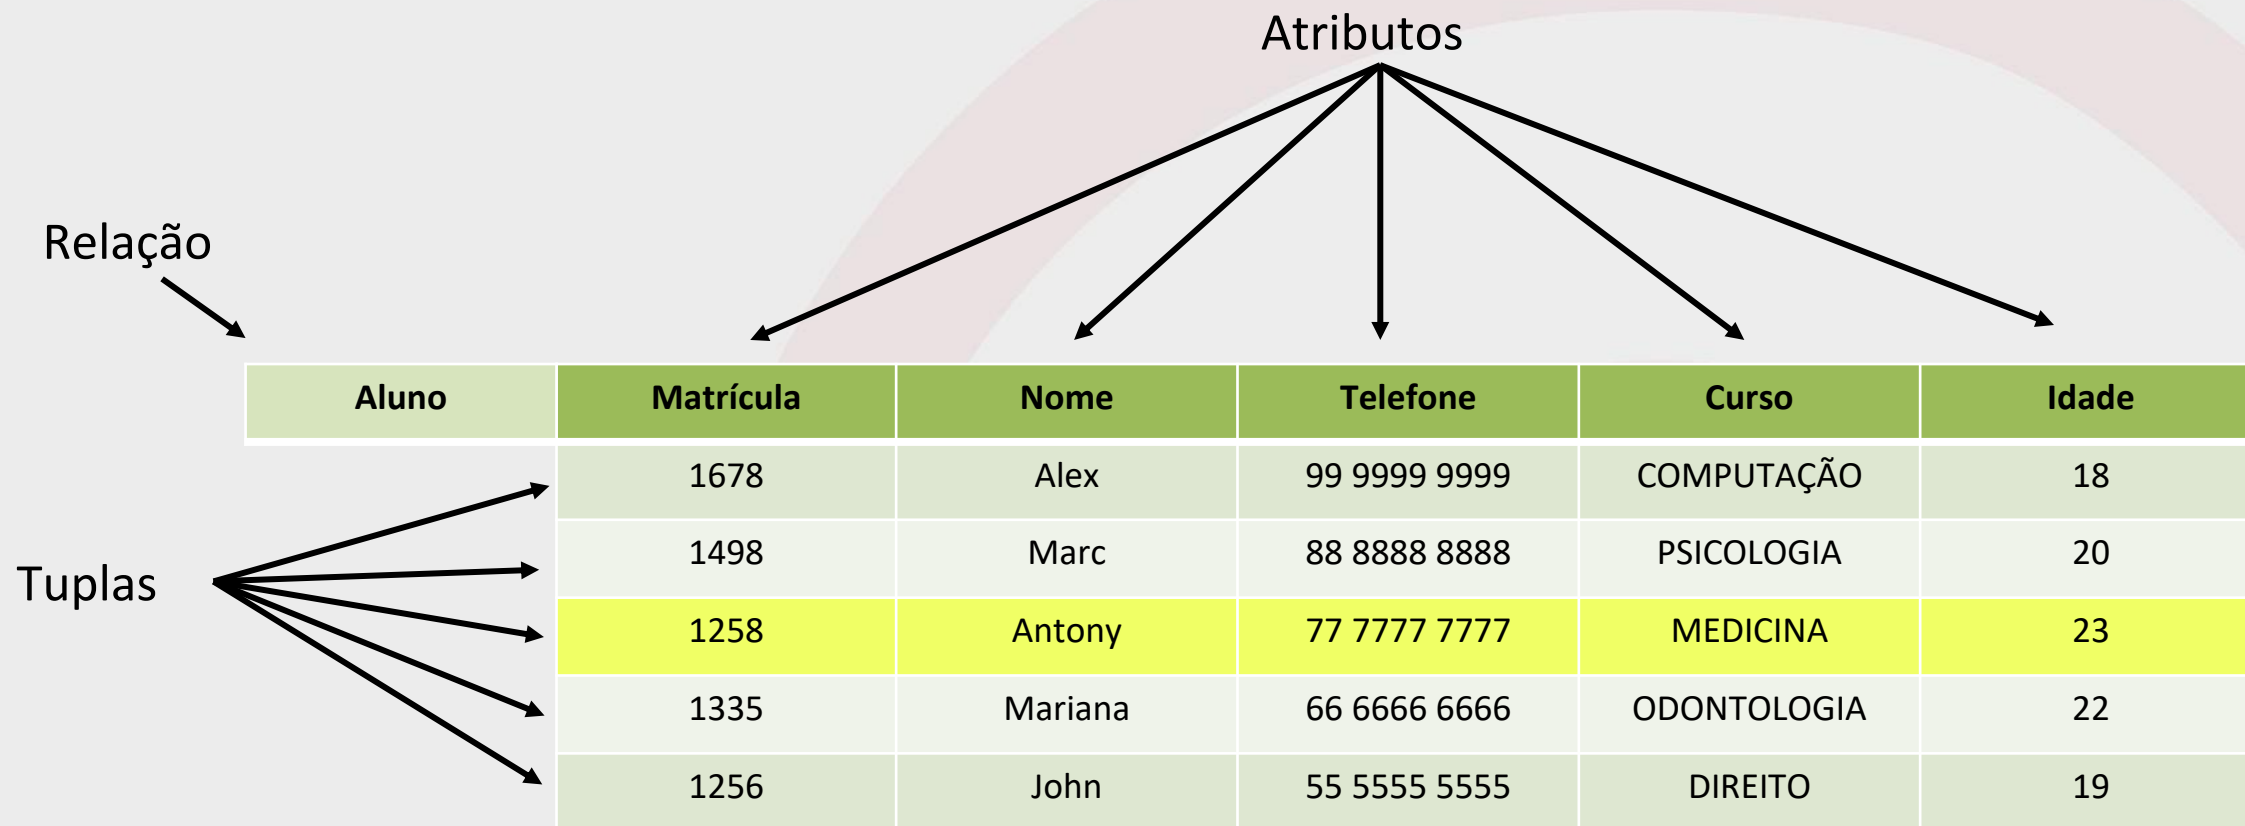 Atributos
Relação
Aluno Matrícula Nome Telefone Curso Idade
1678 Alex 99 9999 9999 COMPUTAÇÃO 18
1498 Marc 88 8888 8888 PSICOLOGIA 20
Tuplas
1258 Antony 77 7777 7777 MEDICINA 23
1335 Mariana 66 6666 6666 ODONTOLOGIA 22
1256 John 55 5555 5555 DIREITO 19